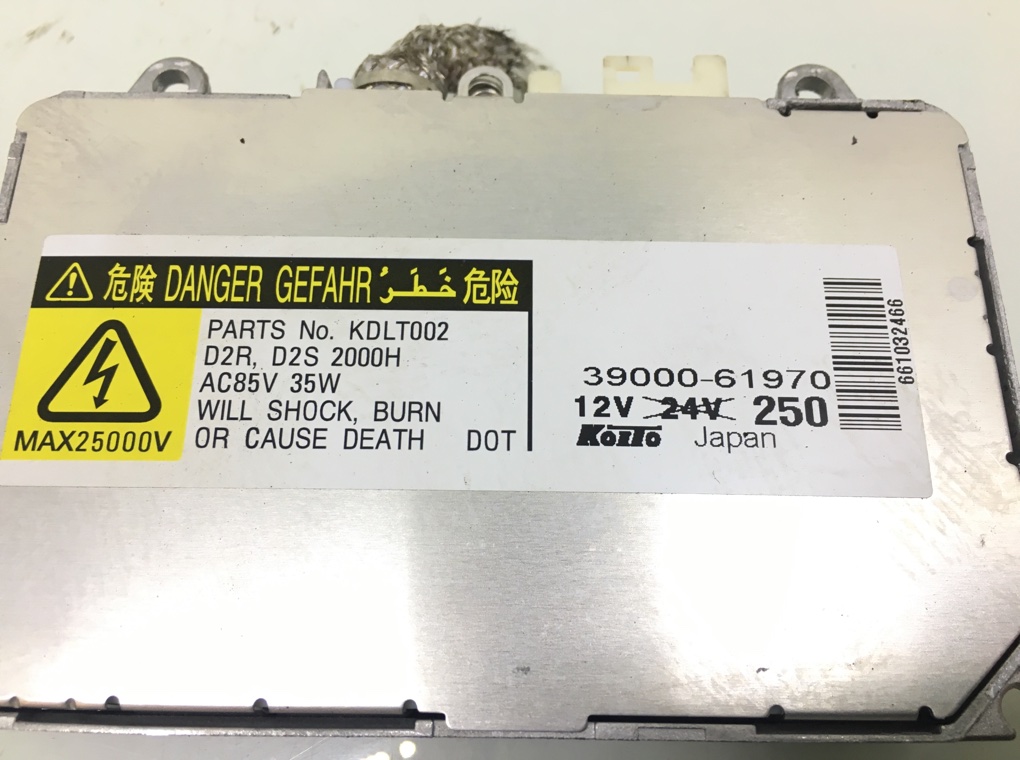 危険 DANGER GEFAHR خَطَرٌ 危险
PARTS No. KDLT002
D2R, D2S 2000H
AC85V 35W
WILL SHOCK, BURN
OR CAUSE DEATH DOT
MAX25000V
39000-61970
12V 24V 250
KOITO Japan
661032466